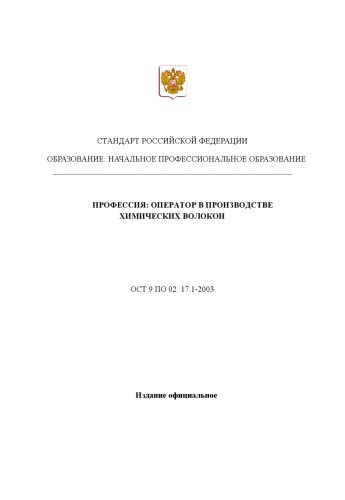 СТАНДАРТ РОССИЙСКОЙ ФЕДЕРАЦИИ
ОБРАЗОВАНИЕ: НАЧАЛЬНОЕ ПРОФЕССИОНАЛЬНОЕ ОБРАЗОВАНИЕ
ПРОФЕССИЯ: ОПЕРАТОР В ПРОИЗВОДСТВЕ
ХИМИЧЕСКИХ ВОЛОКОН
ОСТ 9 ПО 02. 17.1-2003
Издание официальное